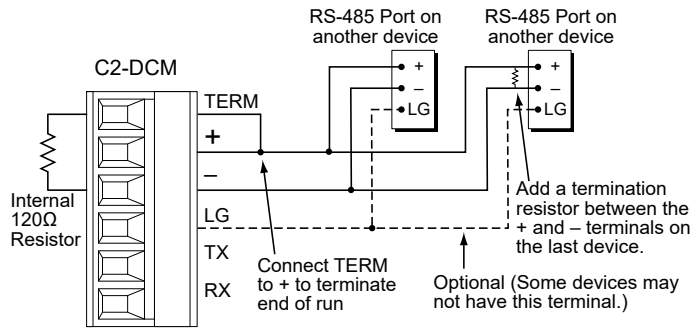 RS-485 Port on
another device
RS-485 Port on
another device
C2-DCM
TERM
+
–
LG
TX
RX
+
–
LG
+
–
LG
Internal
120Ω
Resistor
Connect TERM
to + to terminate
end of run
Add a termination
resistor between the
+ and – terminals on
the last device.
Optional (Some devices may
not have this terminal.)